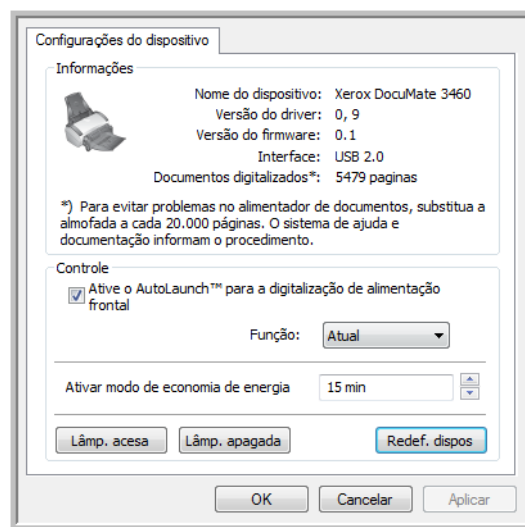 Configurações do dispositivo
Informações
Nome do dispositivo: Xerox DocuMate 3460
Versão do driver: 0, 9
Versão do firmware: 0.1
Interface: USB 2.0
Documentos digitalizados*: 5479 paginas
*) Para evitar problemas no alimentador de documentos, substitua a
almofada a cada 20.000 páginas. O sistema de ajuda e
documentação informam o procedimento.
Controle
Ative o AutoLaunch™ para a digitalização de alimentação
frontal
Função: Atual
Ativar modo de economia de energia 15 min
Lâmp. acesa Lâmp. apagada Redef. dispos
OK Cancelar Aplicar